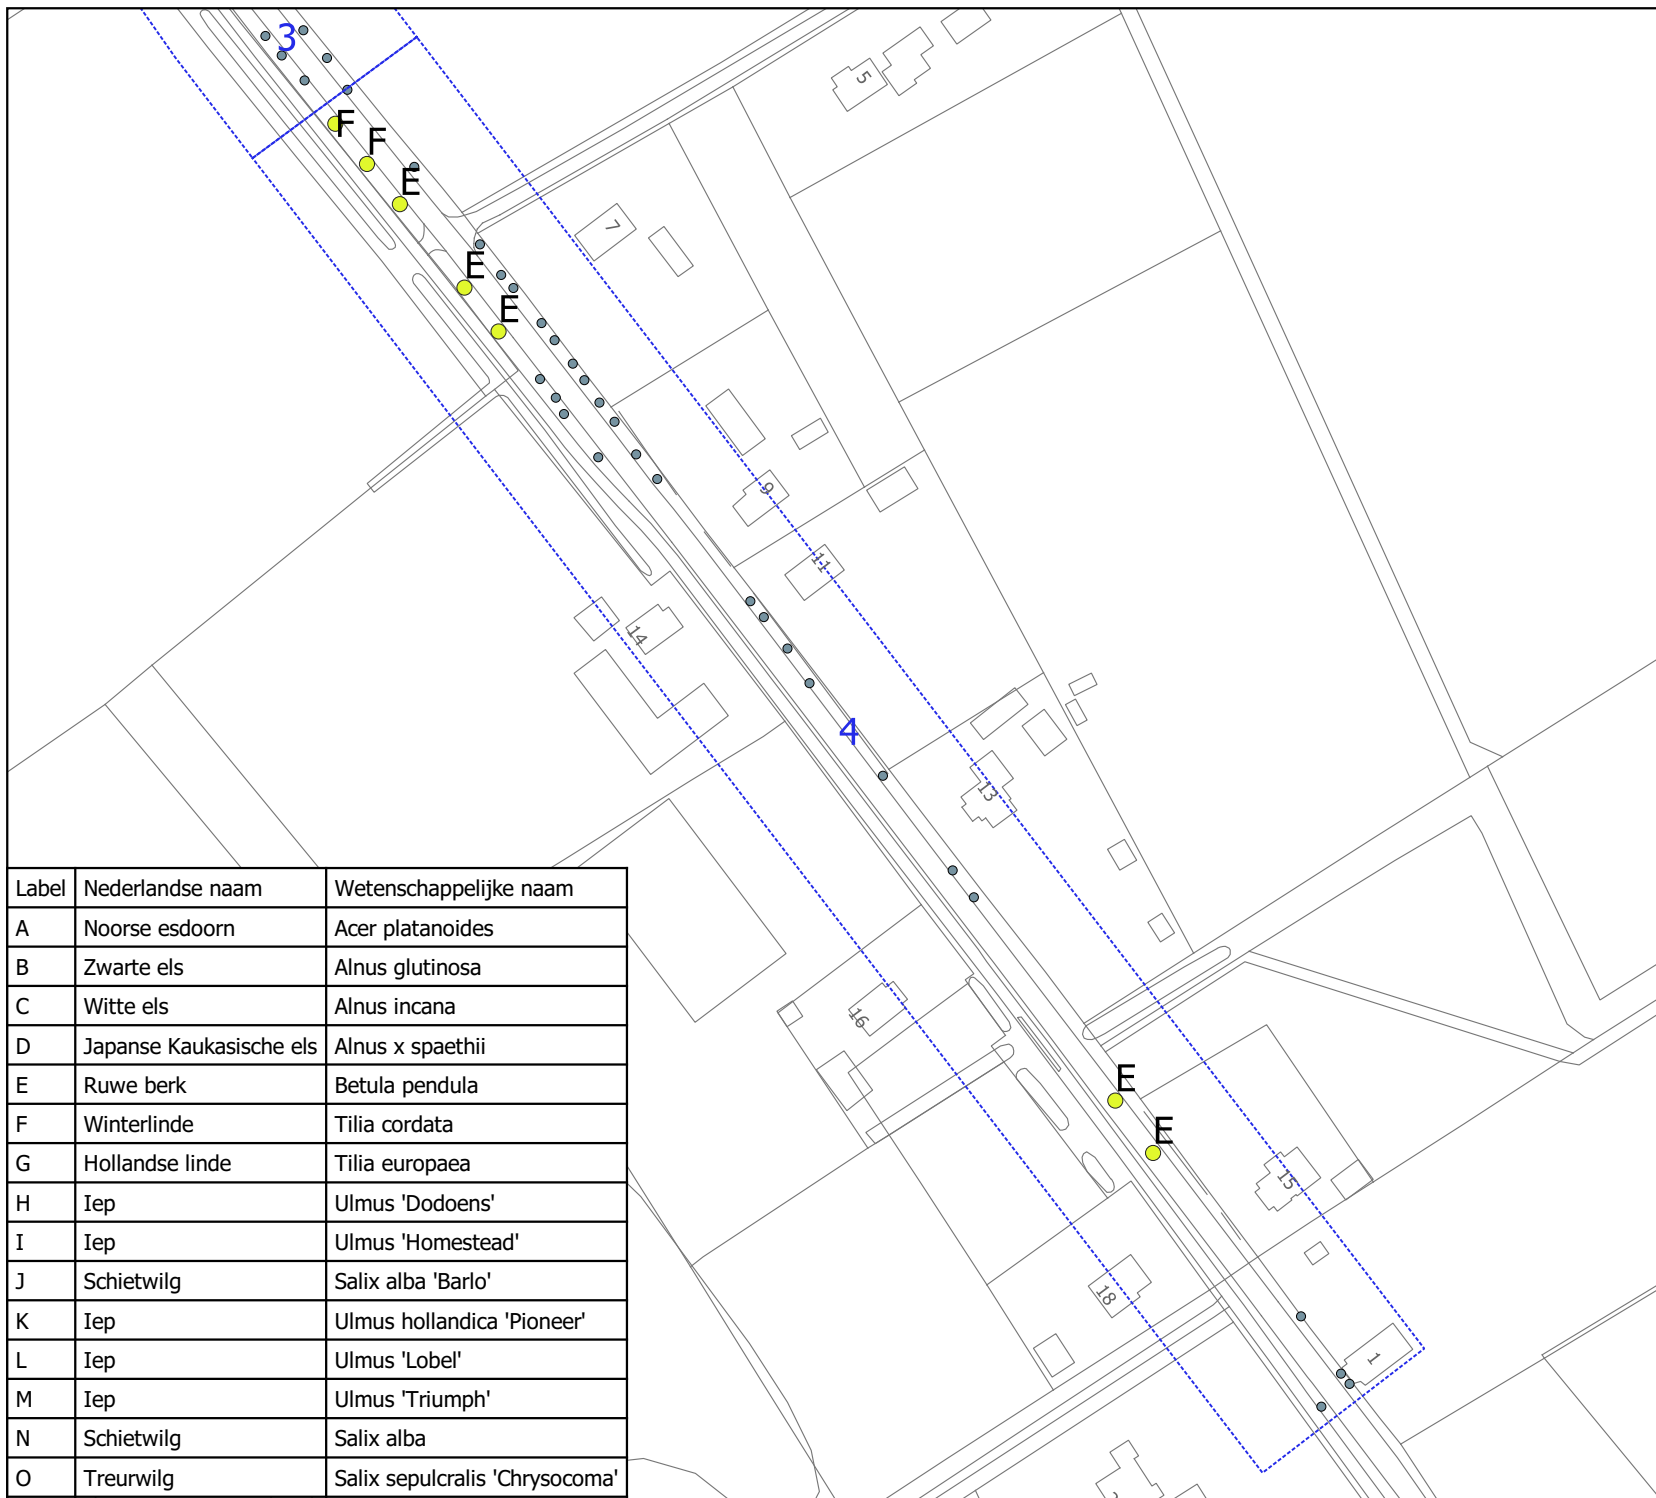 3
5
F
F
E
7
E
E
9
11
14
4
13
16
E
E
15
18
1
Label Nederlandse naam Wetenschappelijke naam
A Noorse esdoorn Acer platanoides
B Zwarte els Alnus glutinosa
C Witte els Alnus incana
D Japanse Kaukasische els Alnus x spaethii
E Ruwe berk Betula pendula
F Winterlinde Tilia cordata
G Hollandse linde Tilia europaea
H Iep Ulmus 'Dodoens'
I Iep Ulmus 'Homestead'
J Schietwilg Salix alba 'Barlo'
K Iep Ulmus hollandica 'Pioneer'
L Iep Ulmus 'Lobel'
M Iep Ulmus 'Triumph'
N Schietwilg Salix alba
O Treurwilg Salix sepulcralis 'Chrysocoma'